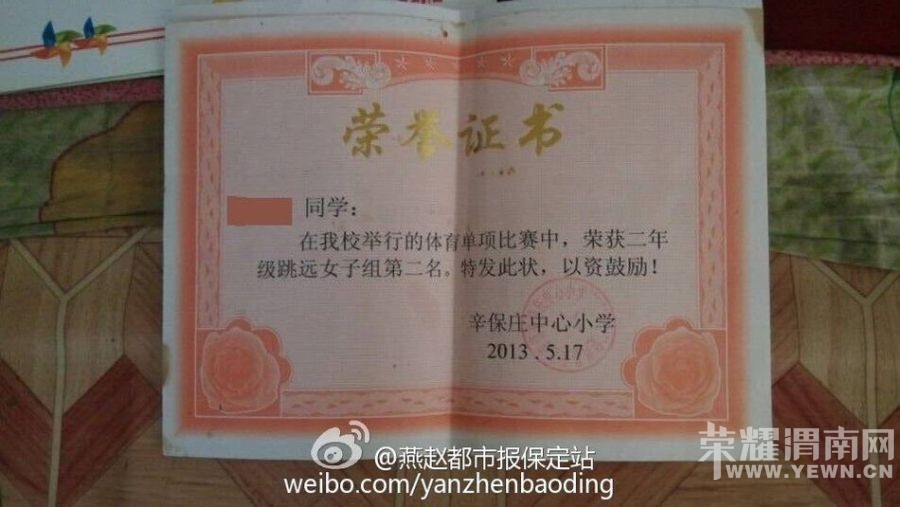 荣誉证书
同学：
在我校举行的体育单项比赛中，荣获二年
级跳远女子组第二名。特发此状，以资鼓励！
辛保庄中心小学
2013．5.17
@燕赵都市报保定站
weibo.com/yanzhenbaoding
荣耀渭南网
WWW.YEWN.CN